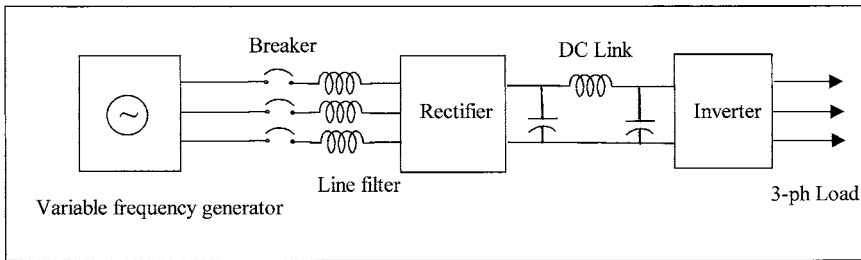 Breaker
DC Link
Rectifier
Inverter
Line filter
Variable frequency generator
3-ph Load